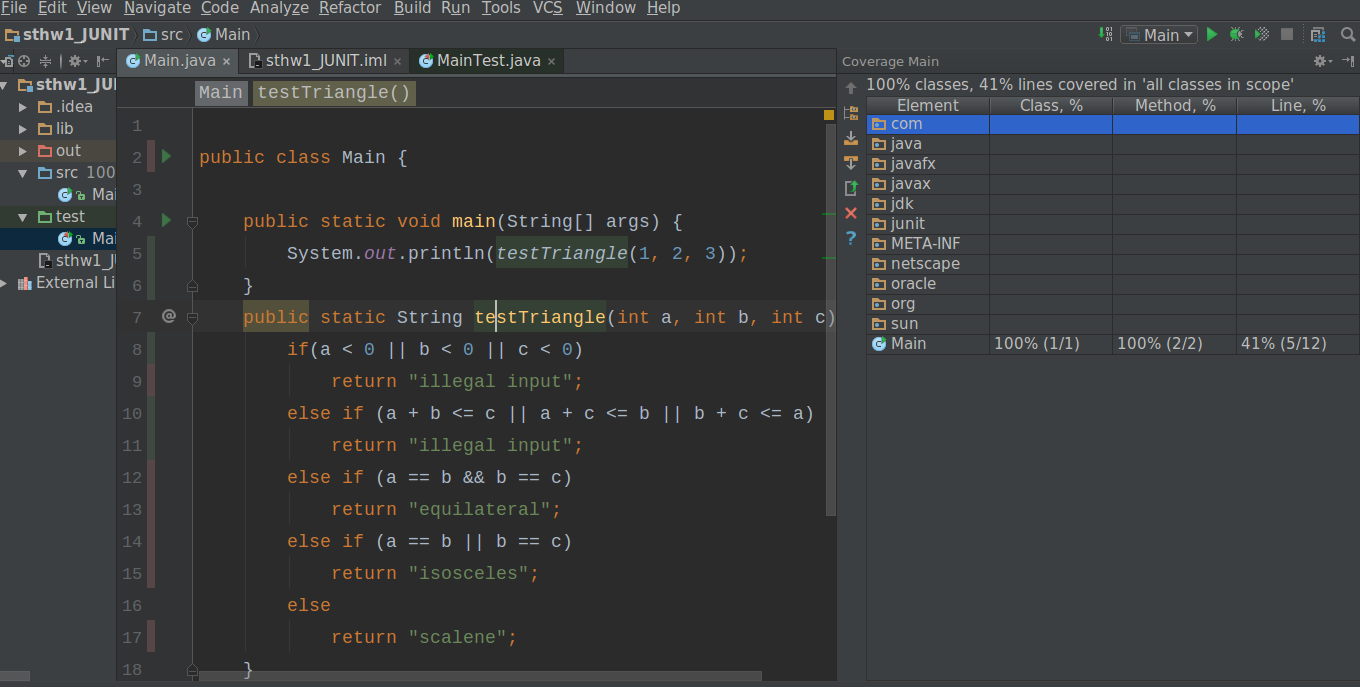 File Edit View Navigate Code Analyze Refactor Build Run Tools VCS Window Help
sthw1_JUNIT src Main Main
Main.java × sthw1_JUNIT.iml × MainTest.java × Coverage Main
sthw1_JUI
.idea
lib
out
src 100
Mai
test
Mai
sthw1_JU
External Li
Main testTriangle()
1
2 public class Main {
3
4 public static void main(String[] args) {
5 System.out.println(testTriangle(1, 2, 3));
6 }
7 @ public static String testTriangle(int a, int b, int c)
8 if(a < 0 || b < 0 || c < 0)
9 return "illegal input";
10 else if (a + b <= c || a + c <= b || b + c <= a)
11 return "illegal input";
12 else if (a == b && b == c)
13 return "equilateral";
14 else if (a == b || b == c)
15 return "isosceles";
16 else
17 return "scalene";
18 }
100% classes, 41% lines covered in 'all classes in scope'
Element Class, % Method, % Line, %
com
java
javafx
javax
jdk
junit
META-INF
netscape
oracle
org
sun
Main 100% (1/1) 100% (2/2) 41% (5/12)